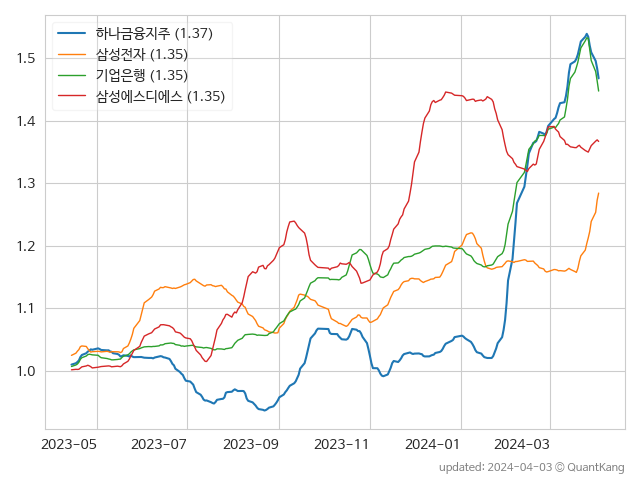 하나금융지주 (1.37)
삼성전자 (1.35)
기업은행 (1.35)
삼성에스디에스 (1.35)
1.5
1.4
1.3
1.2
1.1
1.0
2023-05 2023-07 2023-09 2023-11 2024-01 2024-03
updated: 2024-04-03 © QuantKang